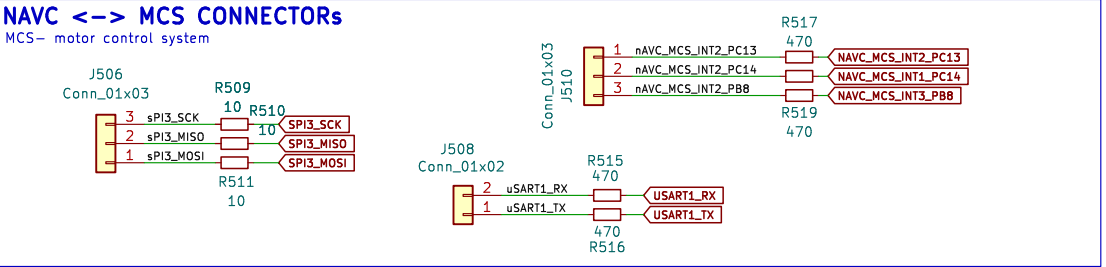 NAVC <-> MCS CONNECTORs
MCS- motor control system
J506
Conn_01x03
3 sPI3_SCK
2 sPI3_MISO
1 sPI3_MOSI
R509
10
R510
10
R511
10
SPI3_SCK
SPI3_MISO
SPI3_MOSI
J508
Conn_01x02
2 uSART1_RX
1 uSART1_TX
R515
470
470
R516
USART1_RX
USART1_TX
Conn_01x03
J510
1 nAVC_MCS_INT2_PC13
2 nAVC_MCS_INT2_PC14
3 nAVC_MCS_INT2_PB8
R517
470
R519
470
NAVC_MCS_INT2_PC13
NAVC_MCS_INT1_PC14
NAVC_MCS_INT3_PB8